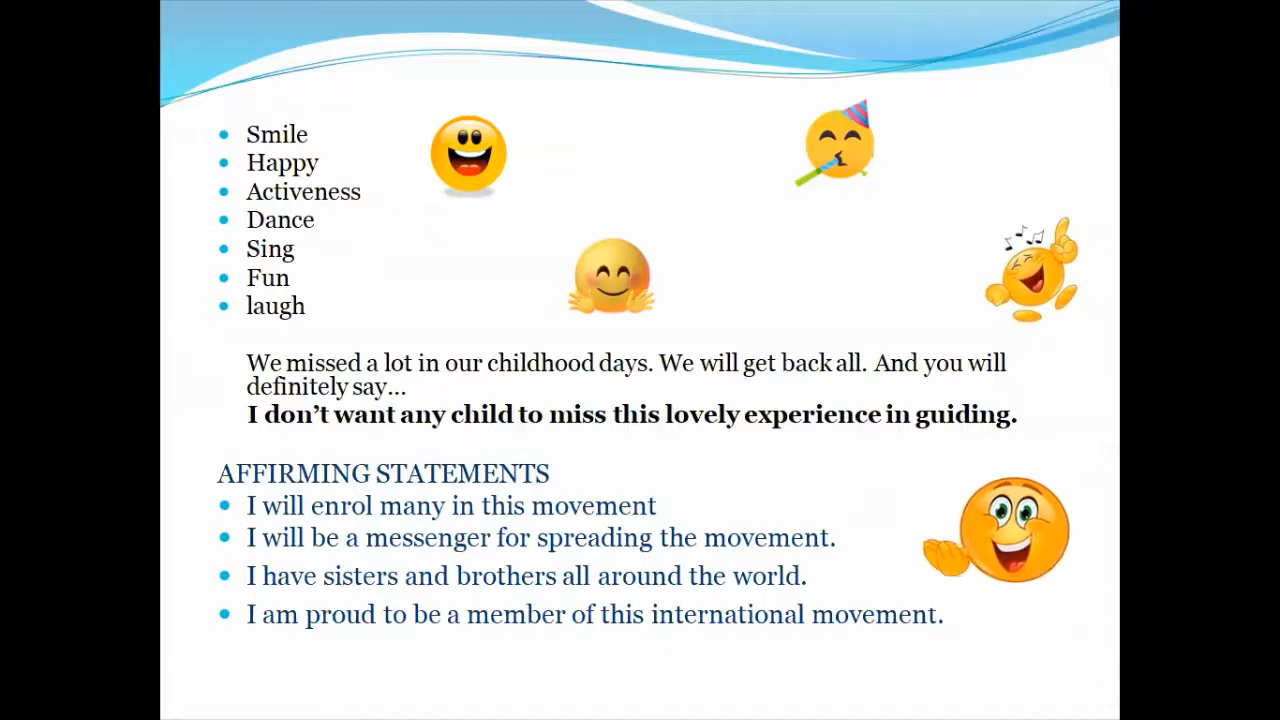 Smile
Happy
Activeness
Dance
Sing
Fun
laugh
We missed a lot in our childhood days. We will get back all. And you will
definitely say...
I don't want any child to miss this lovely experience in guiding.
AFFIRMING STATEMENTS
I will enrol many in this movement
I will be a messenger for spreading the movement.
I have sisters and brothers all around the world.
I am proud to be a member of this international movement.